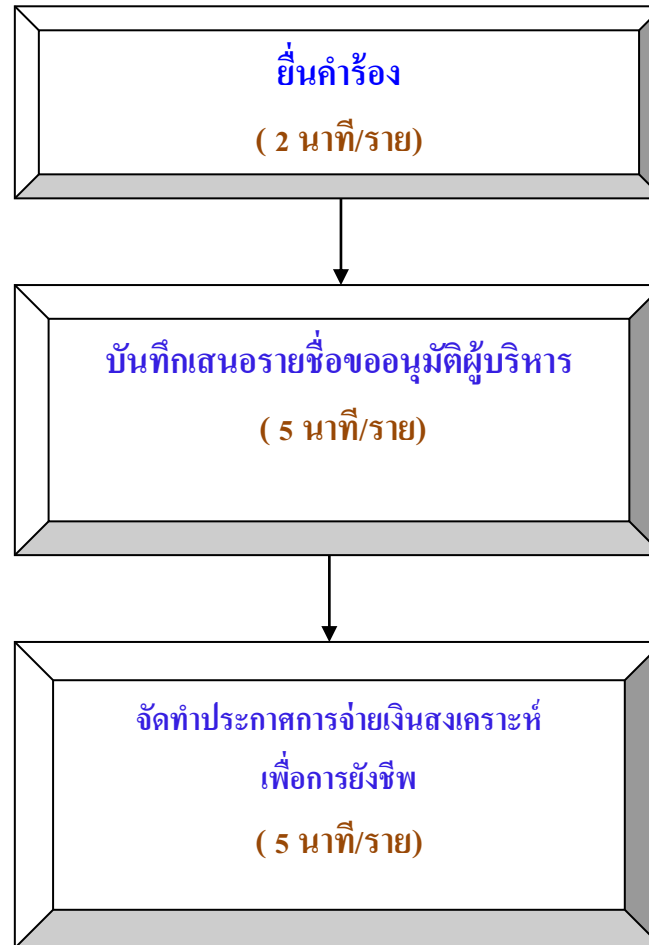 ยื่นคำร้อง
( 2 นาที/ราย)
บันทึกเสนอรายชื่อขออนุมัติผู้บริหาร
( 5 นาที/ราย)
จัดทำประกาศการจ่ายเงินสงเคราะห์
เพื่อการยังชีพ
( 5 นาที/ราย)